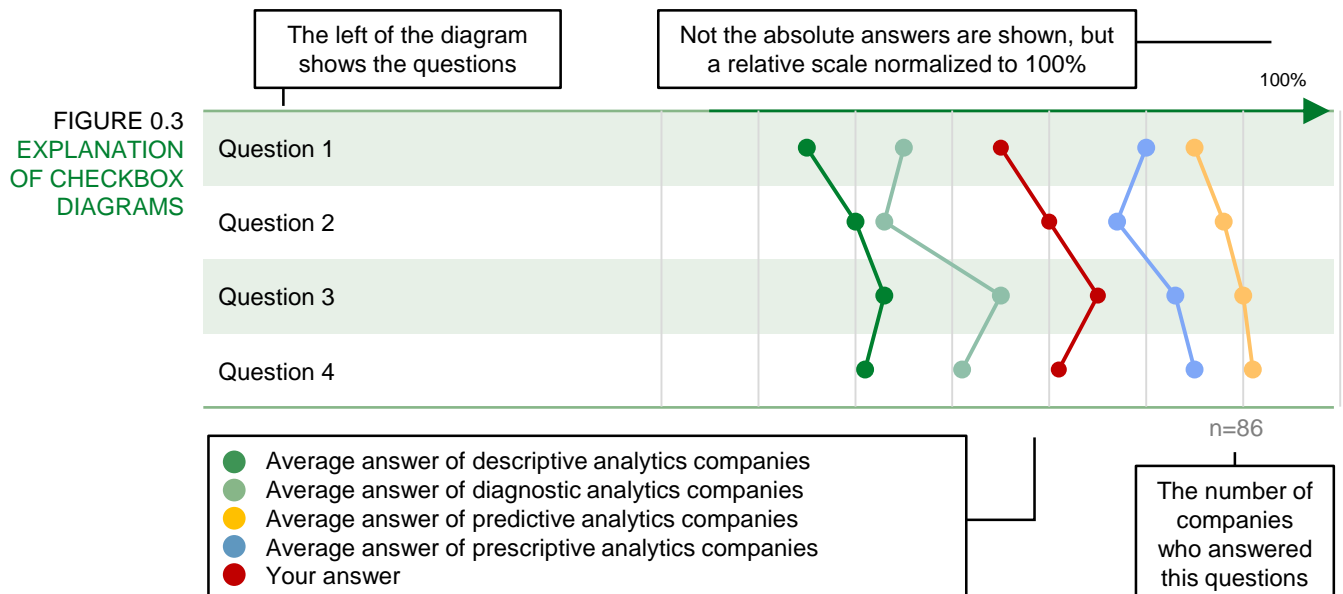 The left of the diagram
shows the questions
Not the absolute answers are shown, but
a relative scale normalized to 100%
100%
FIGURE 0.3
EXPLANATION
OF CHECKBOX
DIAGRAMS
Question 1
Question 2
Question 3
Question 4
n=86
Average answer of descriptive analytics companies
Average answer of diagnostic analytics companies
Average answer of predictive analytics companies
Average answer of prescriptive analytics companies
Your answer
The number of
companies
who answered
this questions